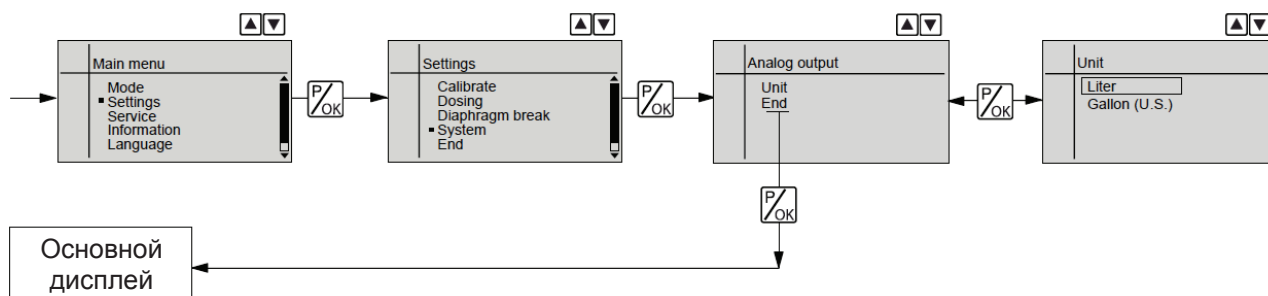 Main menu
Mode
Settings
Service
Information
Language
P/OK
Settings
Calibrate
Dosing
Diaphragm break
System
End
P/OK
Analog output
Unit
End
P/OK
Unit
Liter
Gallon (U.S.)
P/OK
Основной
дисплей